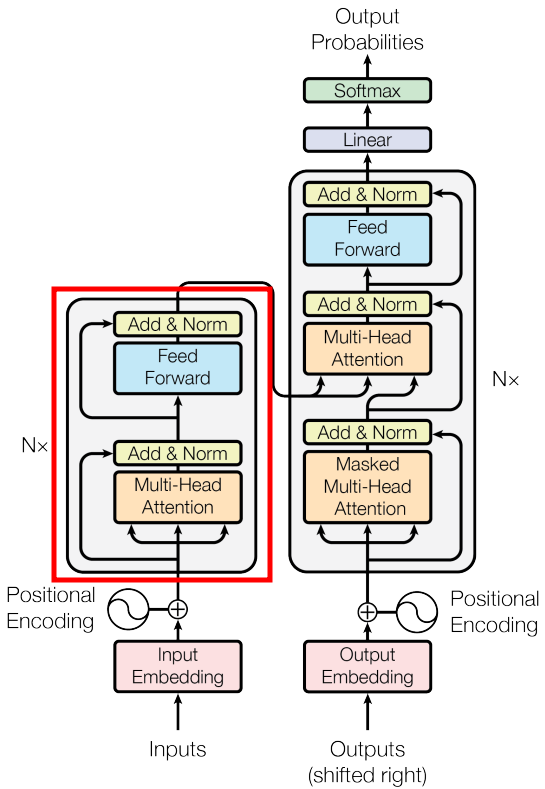 Output
Probabilities
Softmax
Linear
Add & Norm
Feed
Forward
Add & Norm
Multi-Head
Attention
Add & Norm
Masked
Multi-Head
Attention
N×
Add & Norm
Feed
Forward
Add & Norm
Multi-Head
Attention
N×
Positional
Encoding
Positional
Encoding
Input
Embedding
Output
Embedding
Inputs
Outputs
(shifted right)